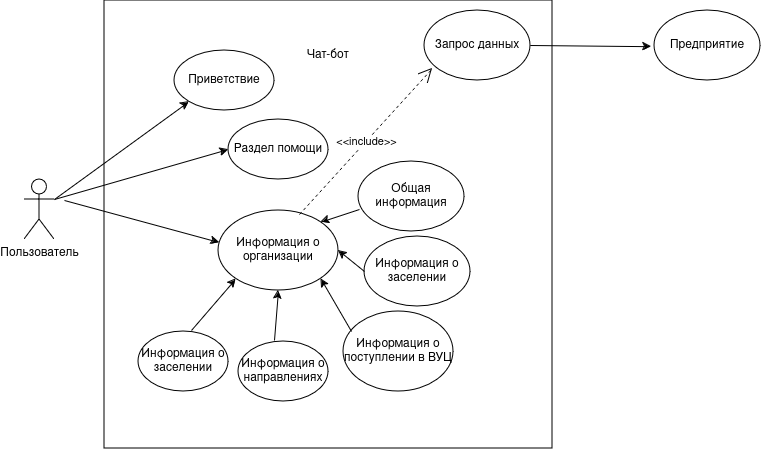 Запрос данных
Предприятие
Чат-бот
Приветствие
<<include>>
Раздел помощи
Общая
информация
Пользователь
Информация о
организации
Информация о
заселении
Информация о
заселении
Информация о
направлениях
Информация о
поступлении в ВУЦ